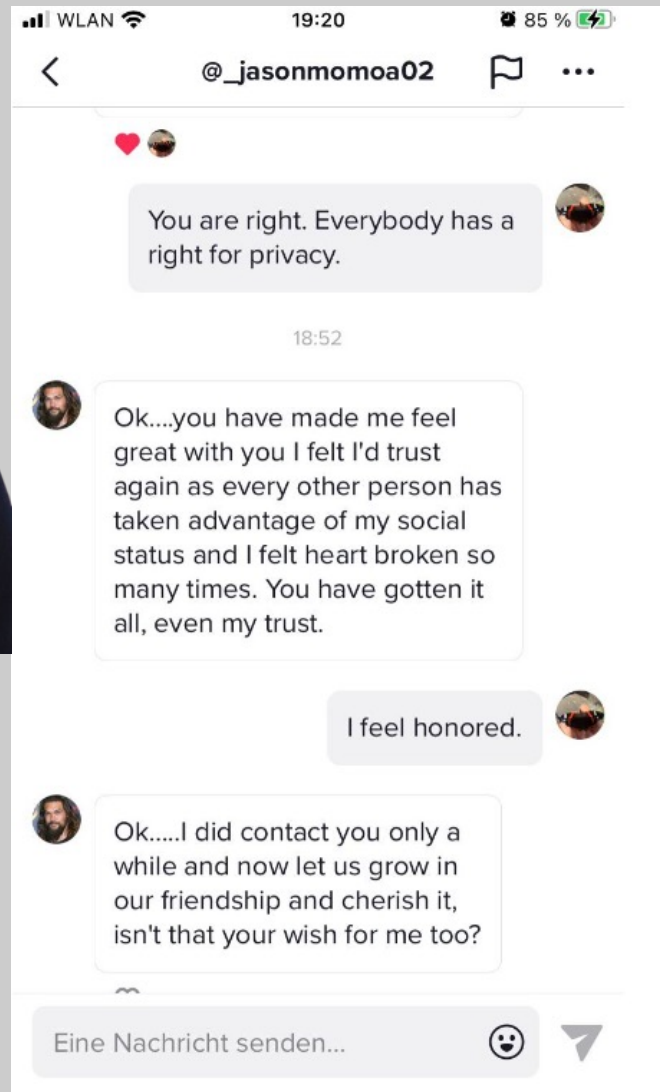 WLAN 19:20 85 %
@_jasonmomoa02
You are right. Everybody has a
right for privacy.
18:52
Ok....you have made me feel
great with you I felt I'd trust
again as every other person has
taken advantage of my social
status and I felt heart broken so
many times. You have gotten it
all, even my trust.
I feel honored.
Ok.....I did contact you only a
while and now let us grow in
our friendship and cherish it,
isn't that your wish for me too?
Eine Nachricht senden...